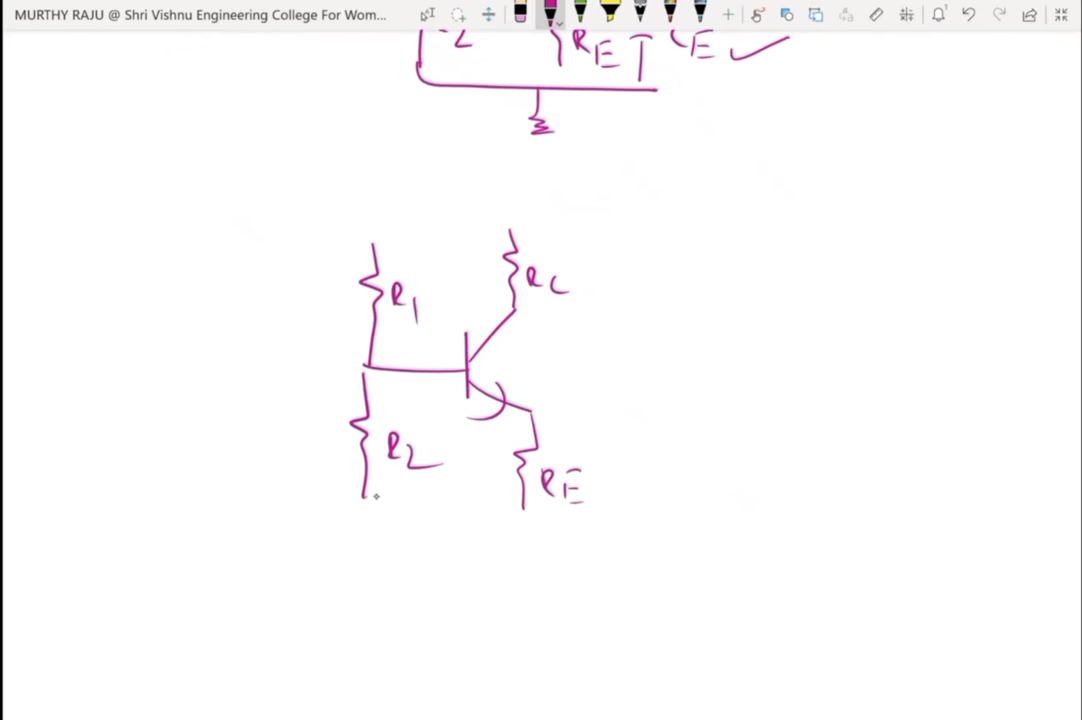 MURTHY RAJU @ Shri Vishnu Engineering College For Wom...
RE CE
R1
RC
R2
RE